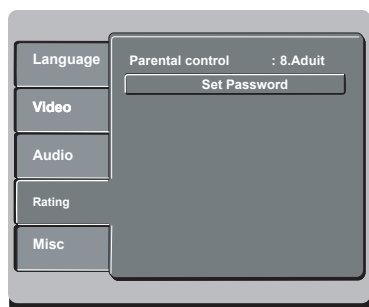 Language
Video
Audio
Rating
Misc
Parental control : 8.Aduit
Set Password